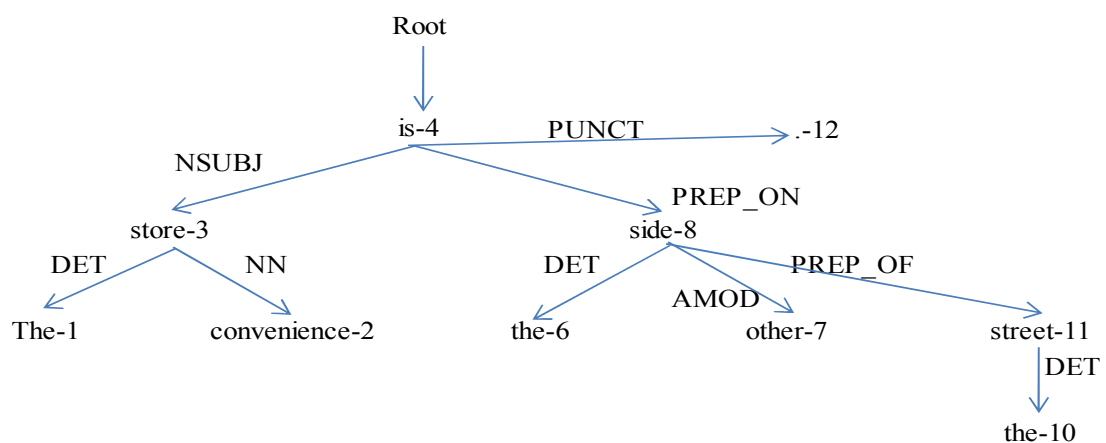 Root
is-4 PUNCT .-12
NSUBJ PREP_ON
store-3 side-8
DET NN DET AMOD PREP_OF
The-1 convenience-2 the-6 other-7 street-11
DET
the-10